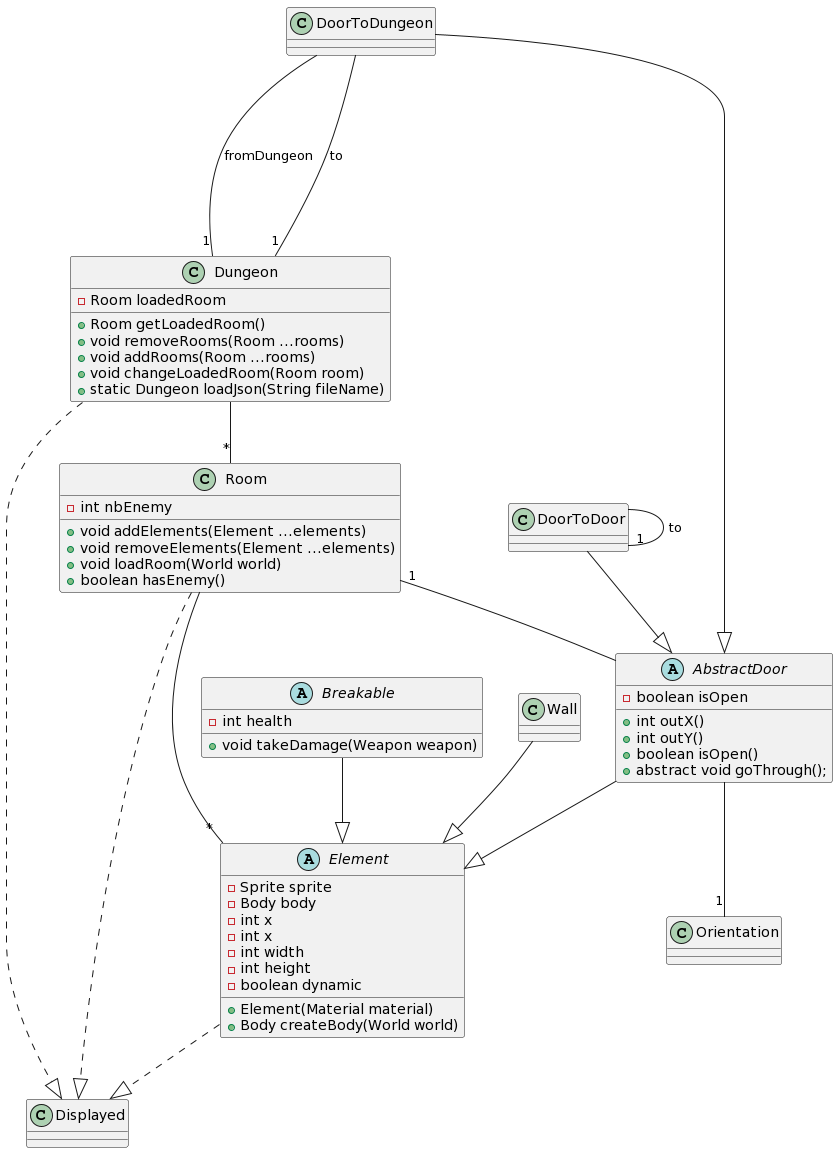 C DoorToDungeon
fromDungeon
to
1
1
C Dungeon
Room loadedRoom
Room getLoadedRoom()
void removeRooms(Room ...rooms)
void addRooms(Room ...rooms)
void changeLoadedRoom(Room room)
static Dungeon loadJson(String fileName)
*
C Room
int nbEnemy
void addElements(Element ...elements)
void removeElements(Element ...elements)
void loadRoom(World world)
boolean hasEnemy()
1
C DoorToDoor
to
1
A Breakable
int health
void takeDamage(Weapon weapon)
C Wall
A AbstractDoor
boolean isOpen
int outX()
int outY()
boolean isOpen()
abstract void goThrough();
*
A Element
Sprite sprite
Body body
int x
int x
int width
int height
boolean dynamic
Element(Material material)
Body createBody(World world)
1
C Orientation
C Displayed